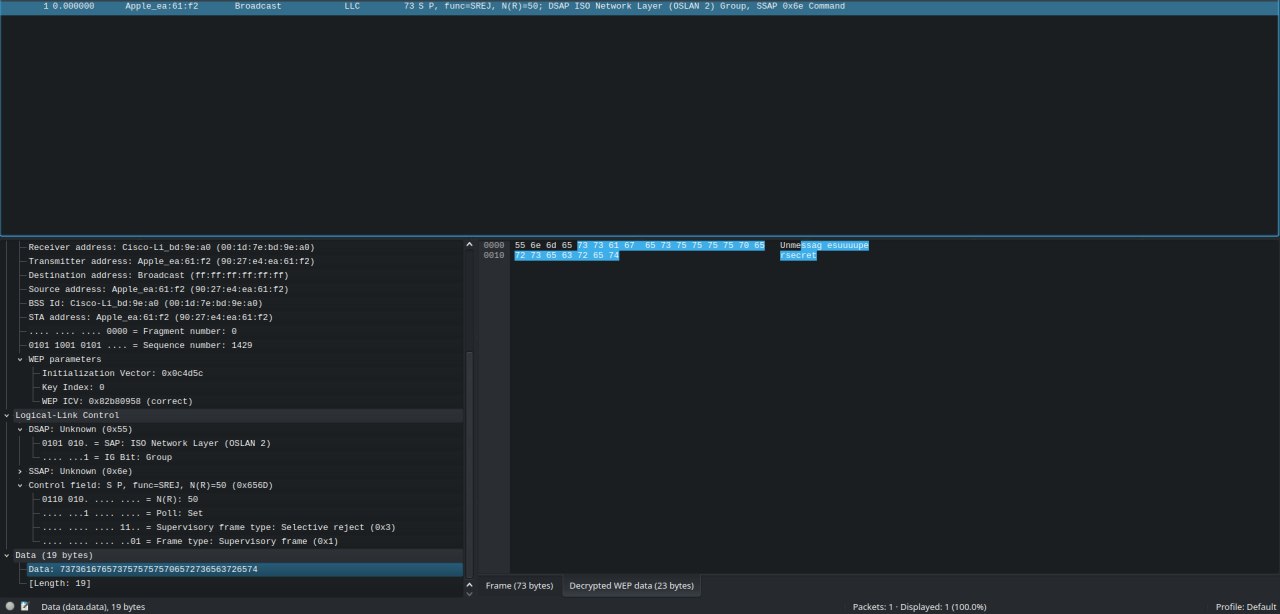 1 0.000000 Apple_ea:61:f2 Broadcast LLC 73 S P, func=SREJ, N(R)=50; DSAP ISO Network Layer (OSLAN 2) Group, SSAP 0x6e Command
Receiver address: Cisco-Li_bd:9e:a0 (00:1d:7e:bd:9e:a0)
Transmitter address: Apple_ea:61:f2 (90:27:e4:ea:61:f2)
Destination address: Broadcast (ff:ff:ff:ff:ff:ff)
Source address: Apple_ea:61:f2 (90:27:e4:ea:61:f2)
BSS Id: Cisco-Li_bd:9e:a0 (00:1d:7e:bd:9e:a0)
STA address: Apple_ea:61:f2 (90:27:e4:ea:61:f2)
.... .... .... 0000 = Fragment number: 0
0101 1001 0101 .... = Sequence number: 1429
WEP parameters
Initialization Vector: 0x0c4d5c
Key Index: 0
WEP ICV: 0x82b80958 (correct)
Logical-Link Control
DSAP: Unknown (0x55)
0101 010. = SAP: ISO Network Layer (OSLAN 2)
.... ...1 = IG Bit: Group
SSAP: Unknown (0x6e)
Control field: S P, func=SREJ, N(R)=50 (0x656D)
0110 010. .... .... = N(R): 50
.... ...1 .... .... = Poll: Set
.... .... .... 11.. = Supervisory frame type: Selective reject (0x3)
.... .... .... ..01 = Frame type: Supervisory frame (0x1)
Data (19 bytes)
Data: 73736167657375757575706572736563726574
[Length: 19]
0000 55 6e 6d 65 73 73 61 67 65 73 75 75 75 75 70 65 Unmessag esuuuupe
0010 72 73 65 63 72 65 74 rsecret
Frame (73 bytes) Decrypted WEP data (23 bytes)
Data (data.data), 19 bytes Packets: 1 · Displayed: 1 (100.0%) Profile: Default